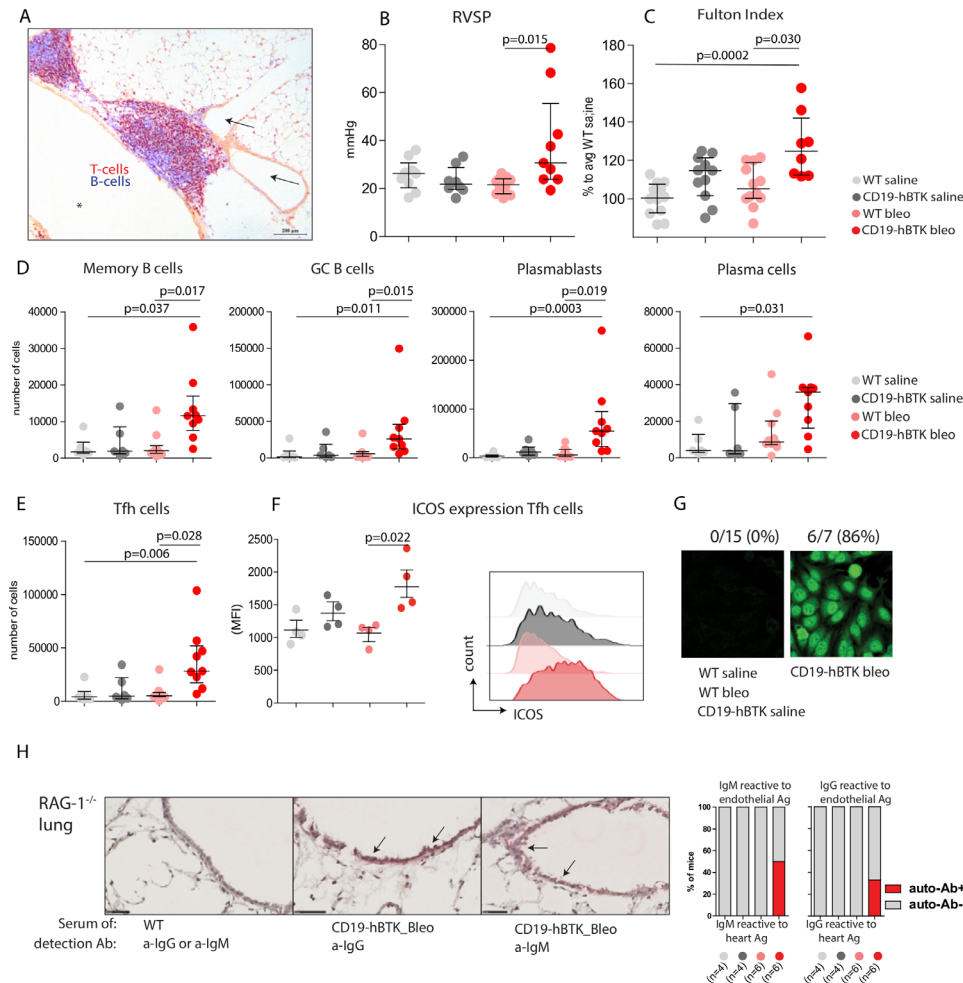 A
T-cells
B-cells
*
200 µm
B
RVSP
p=0.015
mmHg
80
60
40
20
0
C
Fulton Index
p=0.030
p=0.0002
% to avg WT sa;ine
180
160
140
120
100
80
WT saline
CD19-hBTK saline
WT bleo
CD19-hBTK bleo
D
Memory B cells
p=0.017
p=0.037
number of cells
40000
30000
20000
10000
0
GC B cells
p=0.015
p=0.011
200000
150000
100000
50000
0
Plasmablasts
p=0.019
p=0.0003
300000
200000
100000
0
Plasma cells
p=0.031
80000
60000
40000
20000
0
WT saline
CD19-hBTK saline
WT bleo
CD19-hBTK bleo
E
Tfh cells
p=0.028
p=0.006
number of cells
150000
100000
50000
0
F
ICOS expression Tfh cells
p=0.022
(MFI)
2500
2000
1500
1000
500
0
count
ICOS
G
0/15 (0%)
6/7 (86%)
WT saline
WT bleo
CD19-hBTK saline
CD19-hBTK bleo
H
RAG-1-/-
lung
Serum of:
detection Ab:
WT
a-IgG or a-IgM
CD19-hBTK_Bleo
a-IgG
CD19-hBTK_Bleo
a-IgM
IgM reactive to
endothelial Ag
IgG reactive to
endothelial Ag
% of mice
100
80
60
40
20
0
auto-Ab+
auto-Ab-
IgM reactive to
heart Ag
IgG reactive to
heart Ag
(n=4)
(n=4)
(n=6)
(n=6)
(n=4)
(n=4)
(n=6)
(n=6)